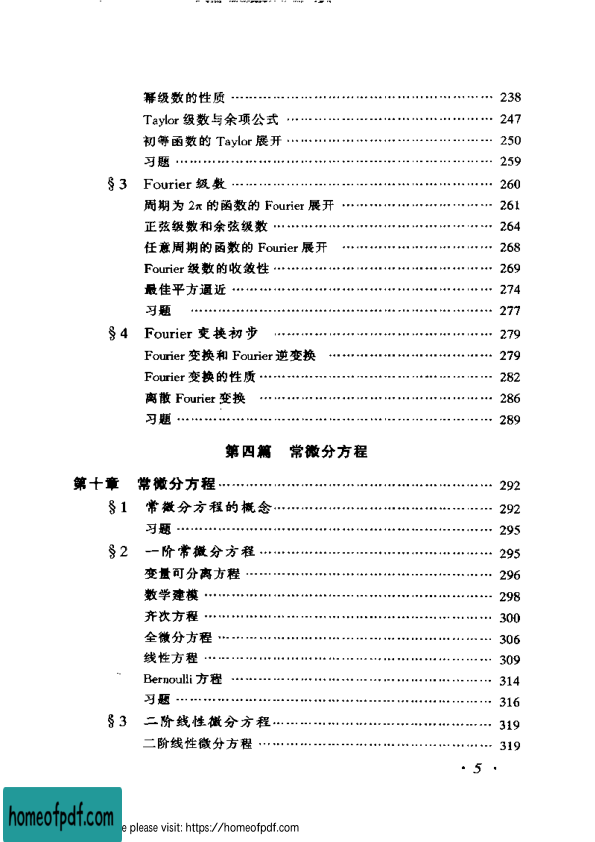 幂级数的性质 …… 238
Taylor 级数与余项公式 …… 247
初等函数的 Taylor 展开 …… 250
习题 …… 259
§3 Fourier 级数 …… 260
周期为 2π 的函数的 Fourier 展开 …… 261
正弦级数和余弦级数 …… 264
任意周期的函数的 Fourier 展开 …… 268
Fourier 级数的收敛性 …… 269
最佳平方逼近 …… 274
习题 …… 277
§4 Fourier 变换初步 …… 279
Fourier 变换和 Fourier 逆变换 …… 279
Fourier 变换的性质 …… 282
离散 Fourier 变换 …… 286
习题 …… 289
第四篇 常微分方程
第十章 常微分方程 …… 292
§1 常微分方程的概念 …… 292
习题 …… 295
§2 一阶常微分方程 …… 295
变量可分离方程 …… 296
数学建模 …… 298
齐次方程 …… 300
全微分方程 …… 306
线性方程 …… 309
Bernoulli 方程 …… 314
习题 …… 316
§3 二阶线性微分方程 …… 319
二阶线性微分方程 …… 319
· 5 ·
homeofpdf.com
e please visit: https://homeofpdf.com